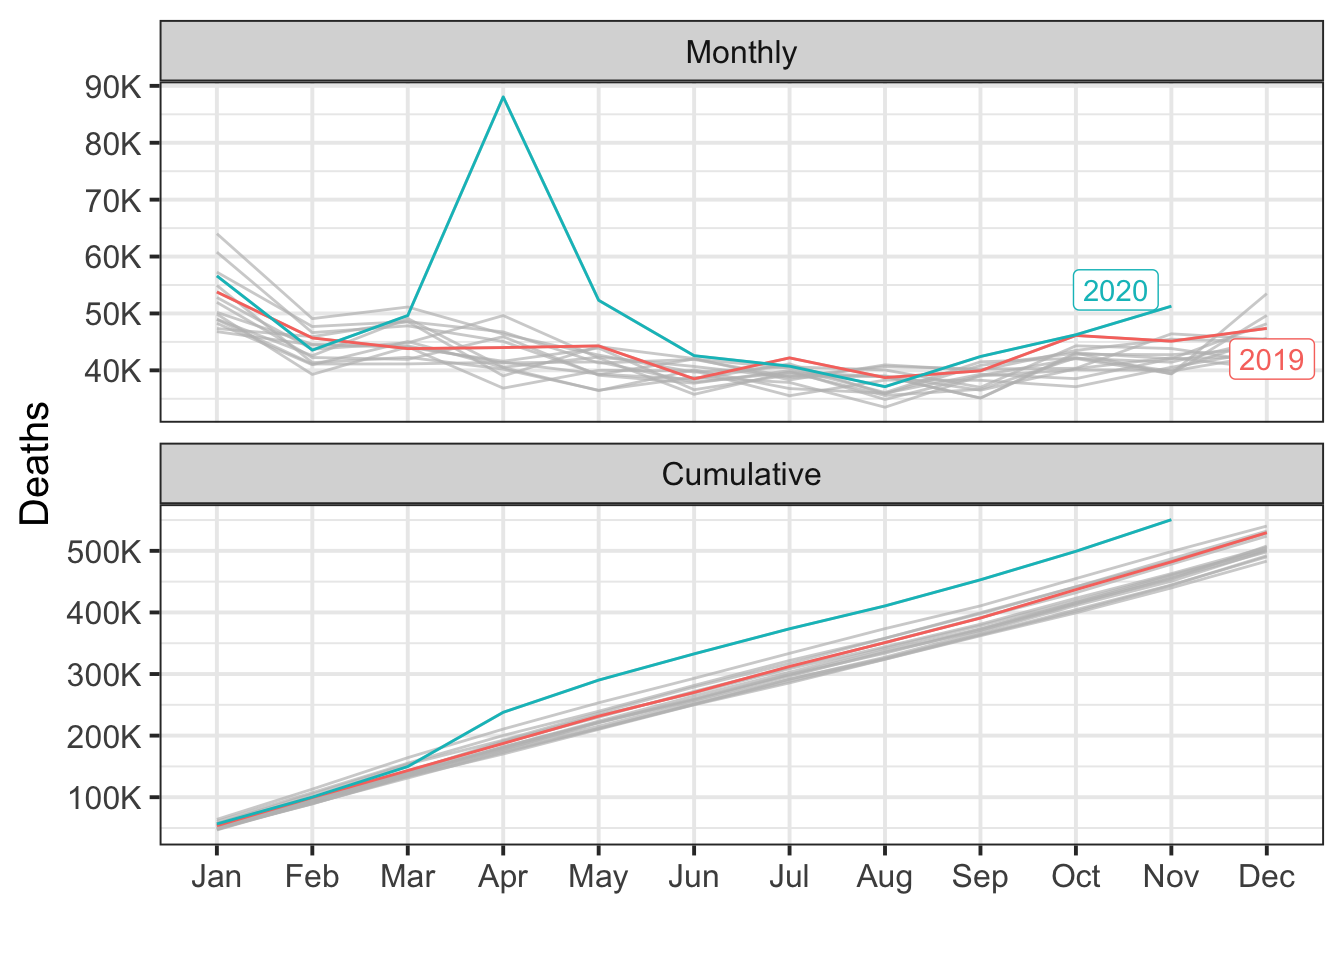 Monthly
90K
80K
70K
60K
50K
40K
2020
2019
Deaths
Cumulative
500K
400K
300K
200K
100K
Jan Feb Mar Apr May Jun Jul Aug Sep Oct Nov Dec